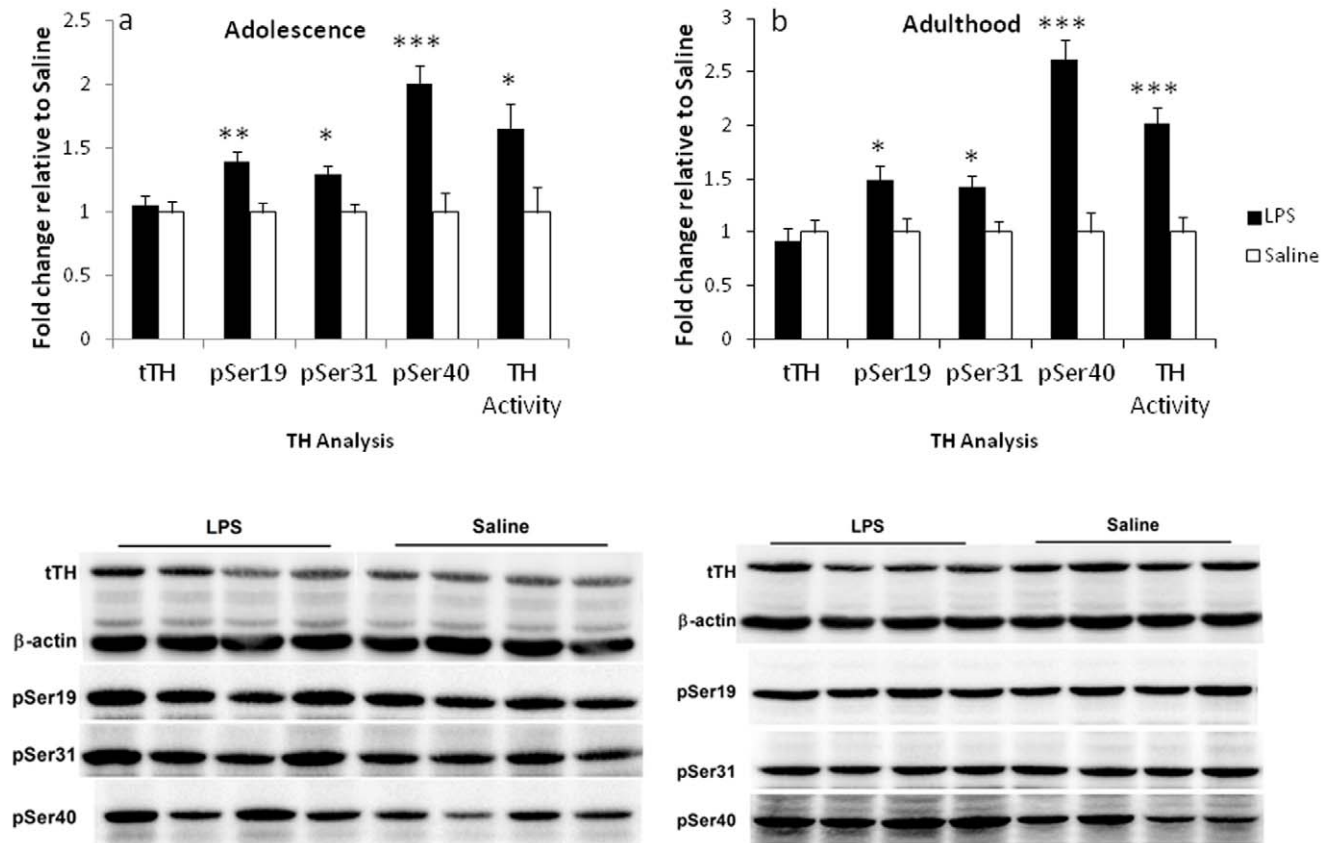 a
Adolescence
Fold change relative to Saline
2.5
2
1.5
1
0.5
0
***
*
**
*
tTH pSer19 pSer31 pSer40 TH Activity
TH Analysis
b
Adulthood
Fold change relative to Saline
3
2.5
2
1.5
1
0.5
0
***
***
*
*
tTH pSer19 pSer31 pSer40 TH Activity
TH Analysis
LPS
Saline
LPS Saline
tTH
β-actin
pSer19
pSer31
pSer40
LPS Saline
tTH
β-actin
pSer19
pSer31
pSer40